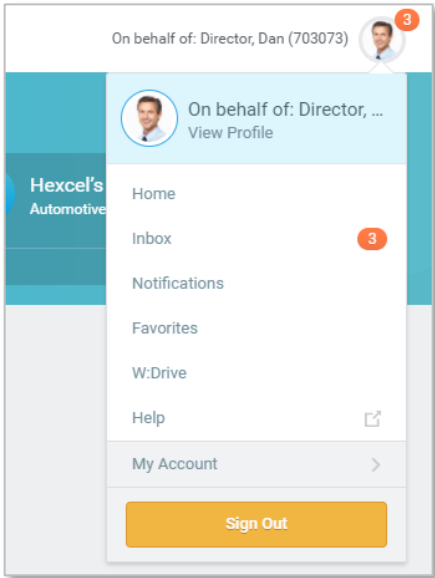 On behalf of: Director, Dan (703073)
3
On behalf of: Director, ...
View Profile
Hexcel's
Automotive
Home
Inbox
3
Notifications
Favorites
W:Drive
Help
My Account
Sign Out